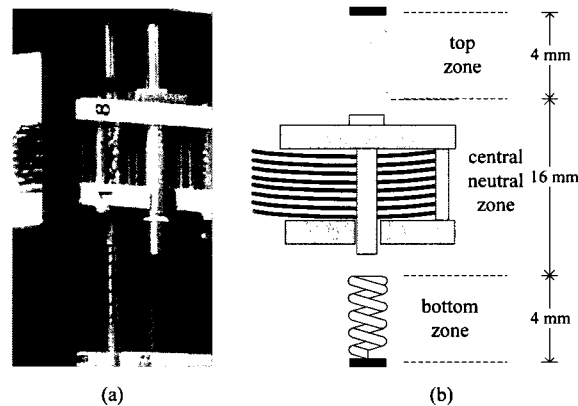 8
1
top
zone
4 mm
central
neutral
zone
16 mm
bottom
zone
4 mm
(a)
(b)